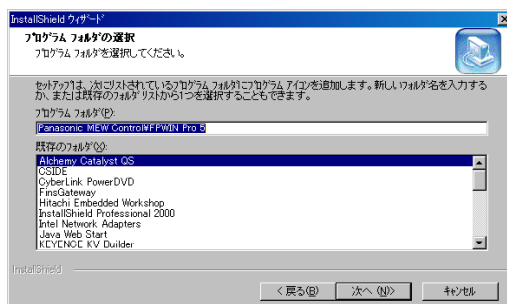 InstallShield ウィザード
プログラム フォルダの選択
プログラム フォルダを選択してください。
セットアップは、次にリストされているプログラム フォルダにプログラム アイコンを追加します。新しいフォルダ名を入力する
か、または既存のフォルダ リストから1つを選択することもできます。
プログラム フォルダ(P):
Panasonic MEW Control¥FPWIN Pro 5
既存のフォルダ(X):
Alchemy Catalyst QS
CSIDE
CyberLink PowerDVD
FinsGateway
Hitachi Embedded Workshop
InstallShield Professional 2000
Intel Network Adapters
Java Web Start
KEYENCE KV Builder
InstallShield
< 戻る(B)
次へ (N)>
キャンセル